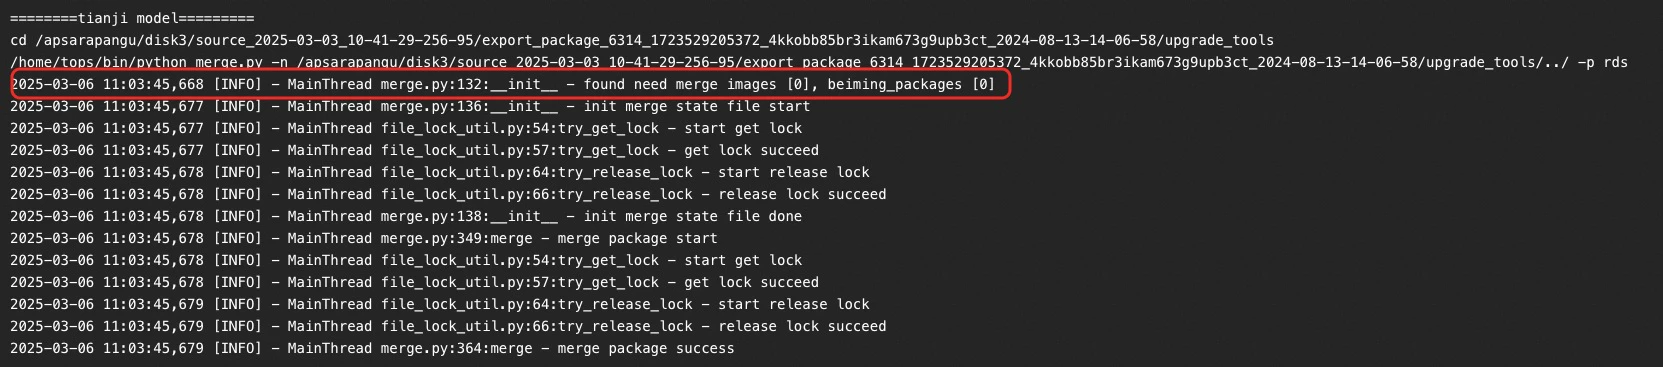 ========tianji model=========
cd /apsarapangu/disk3/source_2025-03-03_10-41-29-256-95/export_package_6314_1723529205372_4kkobb85br3ikam673g9upb3ct_2024-08-13-14-06-58/upgrade_tools
/home/tops/bin/python merge.py -n /apsarapangu/disk3/source_2025-03-03_10-41-29-256-95/export_package_6314_1723529205372_4kkobb85br3ikam673g9upb3ct_2024-08-13-14-06-58/upgrade_tools/../ -p rds
2025-03-06 11:03:45,668 [INFO] - MainThread merge.py:132:__init__ - found need merge images [0], beiming_packages [0]
2025-03-06 11:03:45,677 [INFO] - MainThread merge.py:136:__init__ - init merge state file start
2025-03-06 11:03:45,677 [INFO] - MainThread file_lock_util.py:54:try_get_lock - start get lock
2025-03-06 11:03:45,677 [INFO] - MainThread file_lock_util.py:57:try_get_lock - get lock succeed
2025-03-06 11:03:45,678 [INFO] - MainThread file_lock_util.py:64:try_release_lock - start release lock
2025-03-06 11:03:45,678 [INFO] - MainThread file_lock_util.py:66:try_release_lock - release lock succeed
2025-03-06 11:03:45,678 [INFO] - MainThread merge.py:138:__init__ - init merge state file done
2025-03-06 11:03:45,678 [INFO] - MainThread merge.py:349:merge - merge package start
2025-03-06 11:03:45,678 [INFO] - MainThread file_lock_util.py:54:try_get_lock - start get lock
2025-03-06 11:03:45,678 [INFO] - MainThread file_lock_util.py:57:try_get_lock - get lock succeed
2025-03-06 11:03:45,679 [INFO] - MainThread file_lock_util.py:64:try_release_lock - start release lock
2025-03-06 11:03:45,679 [INFO] - MainThread file_lock_util.py:66:try_release_lock - release lock succeed
2025-03-06 11:03:45,679 [INFO] - MainThread merge.py:364:merge - merge package success